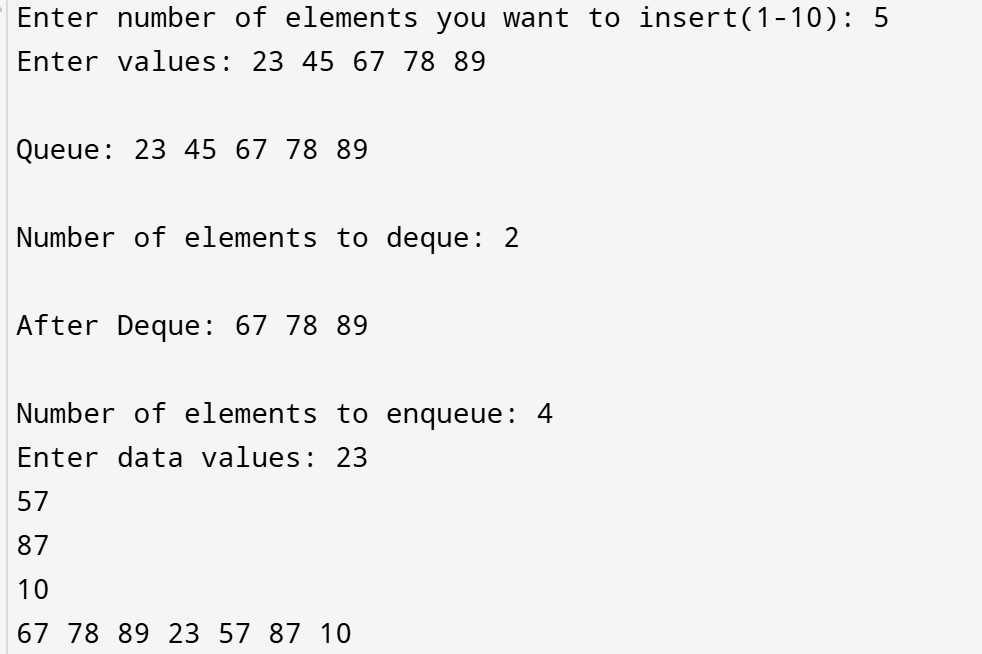 Enter number of elements you want to insert(1-10): 5
Enter values: 23 45 67 78 89
Queue: 23 45 67 78 89
Number of elements to deque: 2
After Deque: 67 78 89
Number of elements to enqueue: 4
Enter data values: 23
57
87
10
67 78 89 23 57 87 10